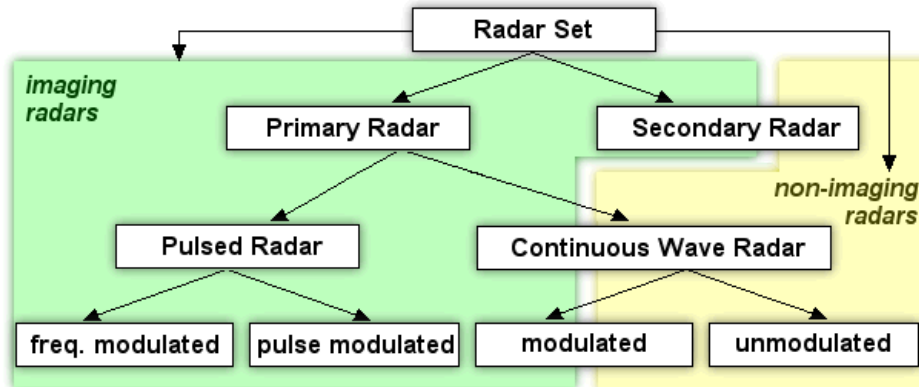 Radar Set
imaging
radars
Primary Radar
Secondary Radar
non-imaging
radars
Pulsed Radar
Continuous Wave Radar
freq. modulated
pulse modulated
modulated
unmodulated